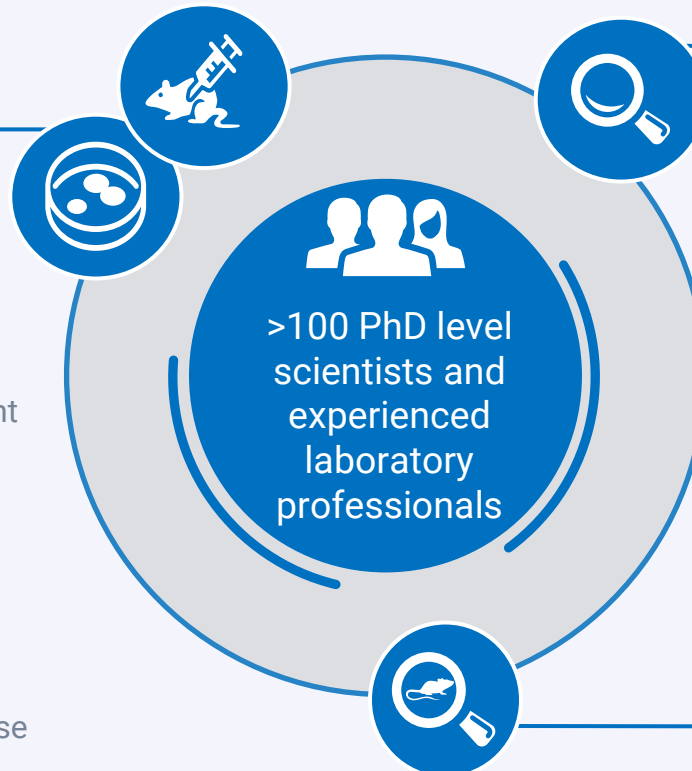 >100 PhD level
scientists and
experienced
laboratory
professionals